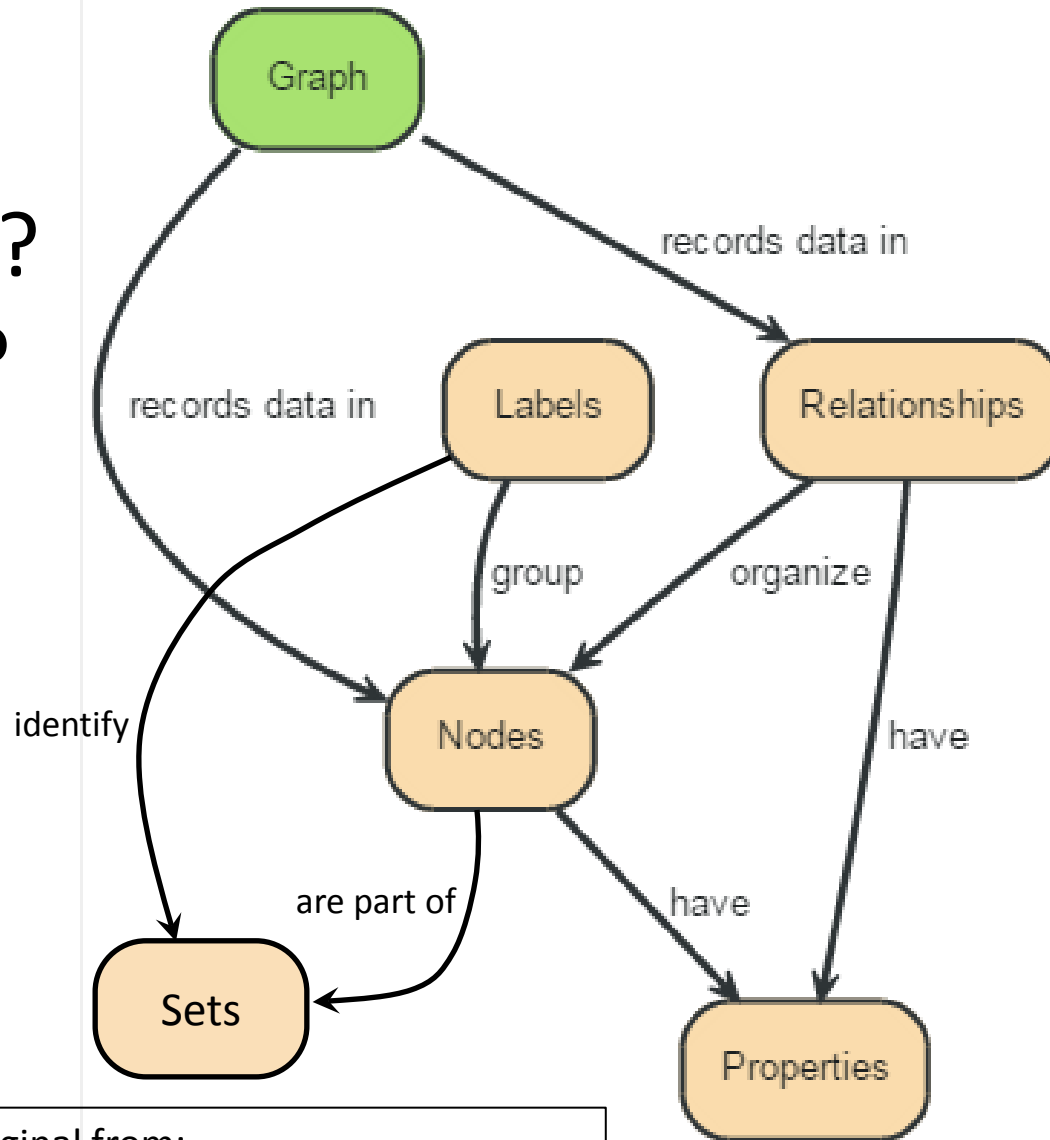 Graph
?
records data in
records data in
Labels
Relationships
group
organize
identify
Nodes
have
are part of
have
Sets
Properties
from: